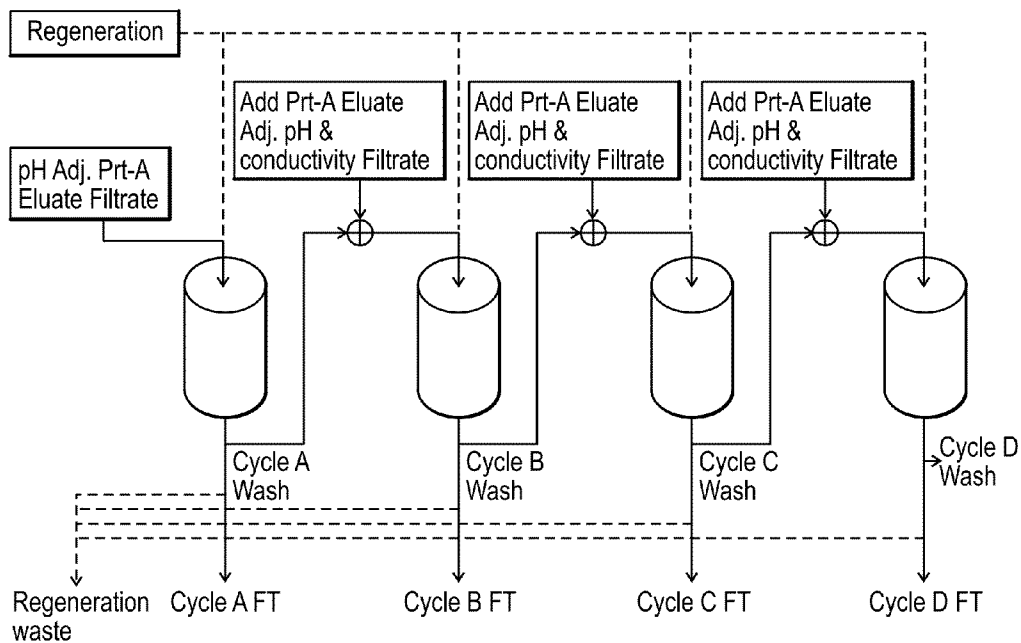 Regeneration
Add Prt-A Eluate
Adj. pH &
conductivity Filtrate
Add Prt-A Eluate
Adj. pH &
conductivity Filtrate
Add Prt-A Eluate
Adj. pH &
conductivity Filtrate
pH Adj. Prt-A
Eluate Filtrate
Cycle A
Wash
Cycle B
Wash
Cycle C
Wash
Cycle D
Wash
Regeneration
waste
Cycle A FT
Cycle B FT
Cycle C FT
Cycle D FT